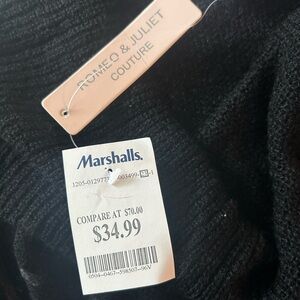 ROMEO & JULIET
COUTURE
Marshalls.
COMPARE AT $70.00
$34.99